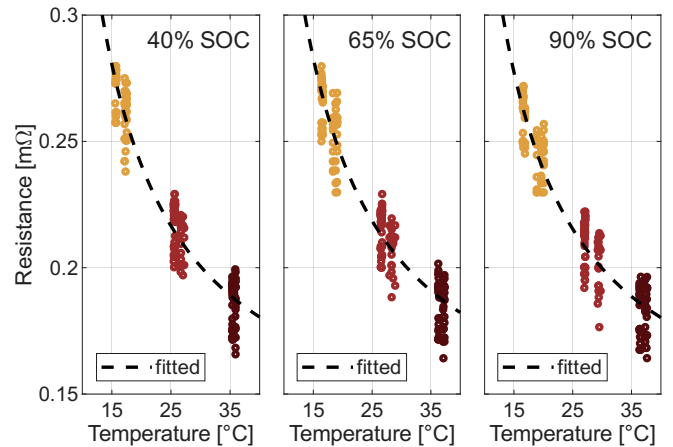 0.3
0.25
0.2
0.15
Resistance [mΩ]
40% SOC
65% SOC
90% SOC
fitted
fitted
fitted
15 25 35
15 25 35
15 25 35
Temperature [°C]
Temperature [°C]
Temperature [°C]